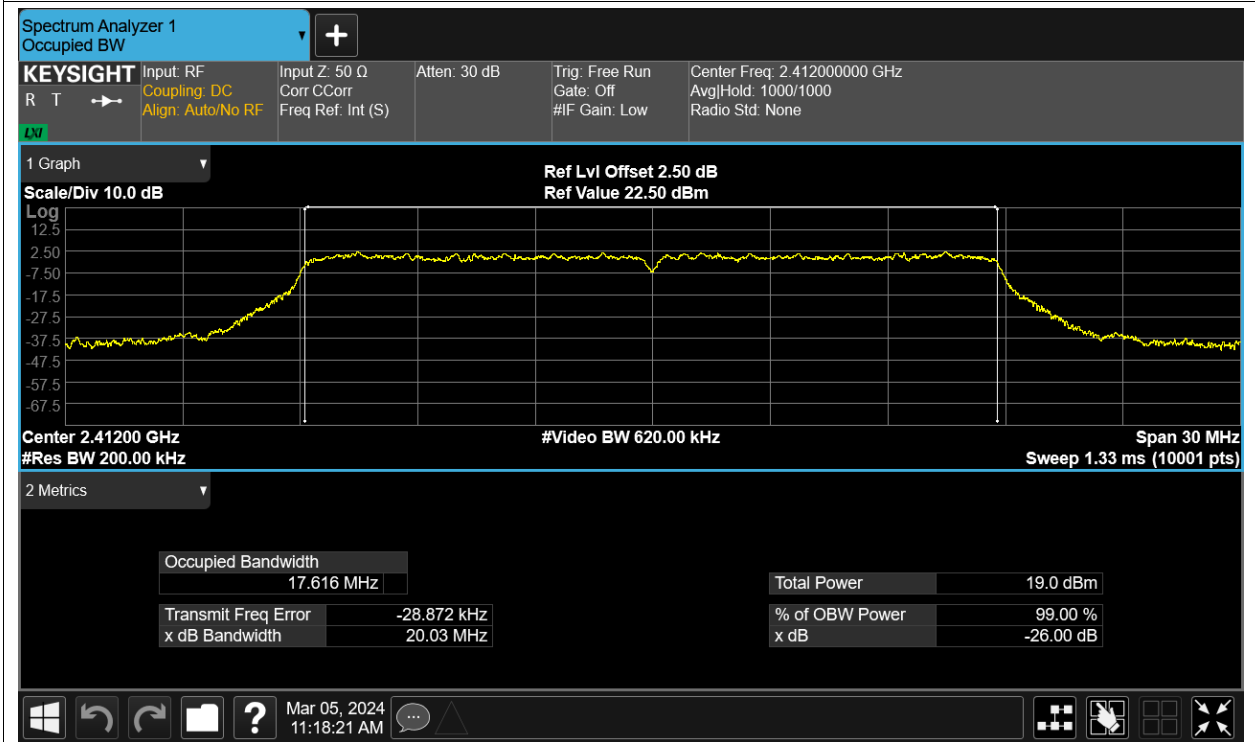 Spectrum Analyzer 1
Occupied BW
KEYSIGHT
R T
LXI
Input: RF
Coupling: DC
Align: Auto/No RF
Input Z: 50 Ω
Corr CCorr
Freq Ref: Int (S)
Atten: 30 dB
Trig: Free Run
Gate: Off
#IF Gain: Low
Center Freq: 2.412000000 GHz
Avg|Hold: 1000/1000
Radio Std: None
1 Graph
Scale/Div 10.0 dB
Ref Lvl Offset 2.50 dB
Ref Value 22.50 dBm
Log
12.5
2.50
-7.50
-17.5
-27.5
-37.5
-47.5
-57.5
-67.5
Center 2.41200 GHz
#Video BW 620.00 kHz
Span 30 MHz
#Res BW 200.00 kHz
Sweep 1.33 ms (10001 pts)
2 Metrics
Occupied Bandwidth
17.616 MHz
Transmit Freq Error -28.872 kHz
x dB Bandwidth 20.03 MHz
Total Power 19.0 dBm
% of OBW Power 99.00 %
x dB -26.00 dB
?
Mar 05, 2024
11:18:21 AM